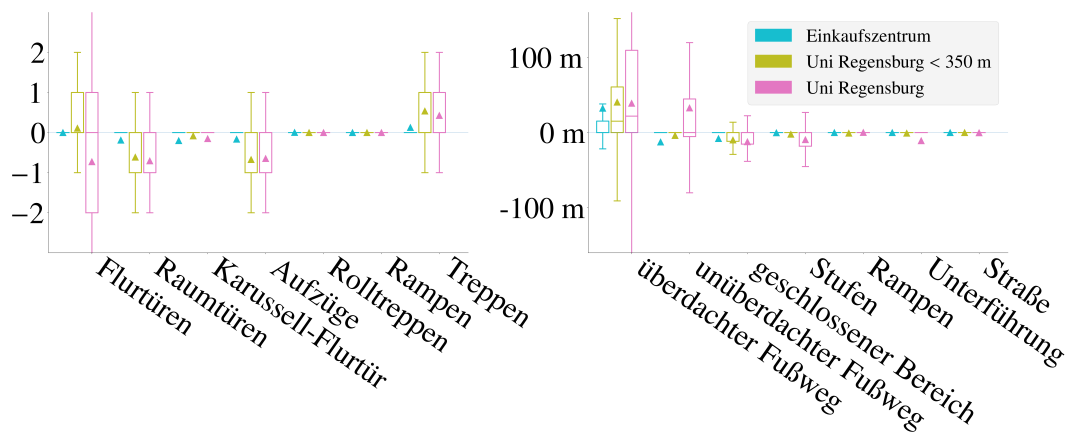 2
1
0
−1
−2
Flurtüren
Raumtüren
Karussell-Flurtür
Aufzüge
Rolltreppen
Rampen
Treppen
100 m
0 m
-100 m
Einkaufszentrum
Uni Regensburg < 350 m
Uni Regensburg
überdachter Fußweg
unüberdachter Fußweg
geschlossener Bereich
Stufen
Rampen
Unterführung
Straße